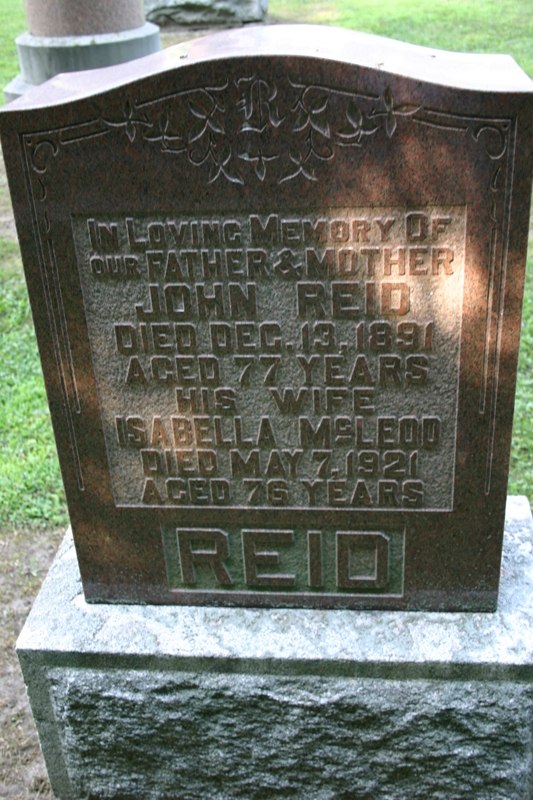 R
IN LOVING MEMORY OF
OUR FATHER & MOTHER
JOHN REID
DIED DEC. 13, 1891
AGED 77 YEARS
HIS WIFE
ISABELLA McLEOD
DIED MAY 7, 1921
AGED 76 YEARS
REID